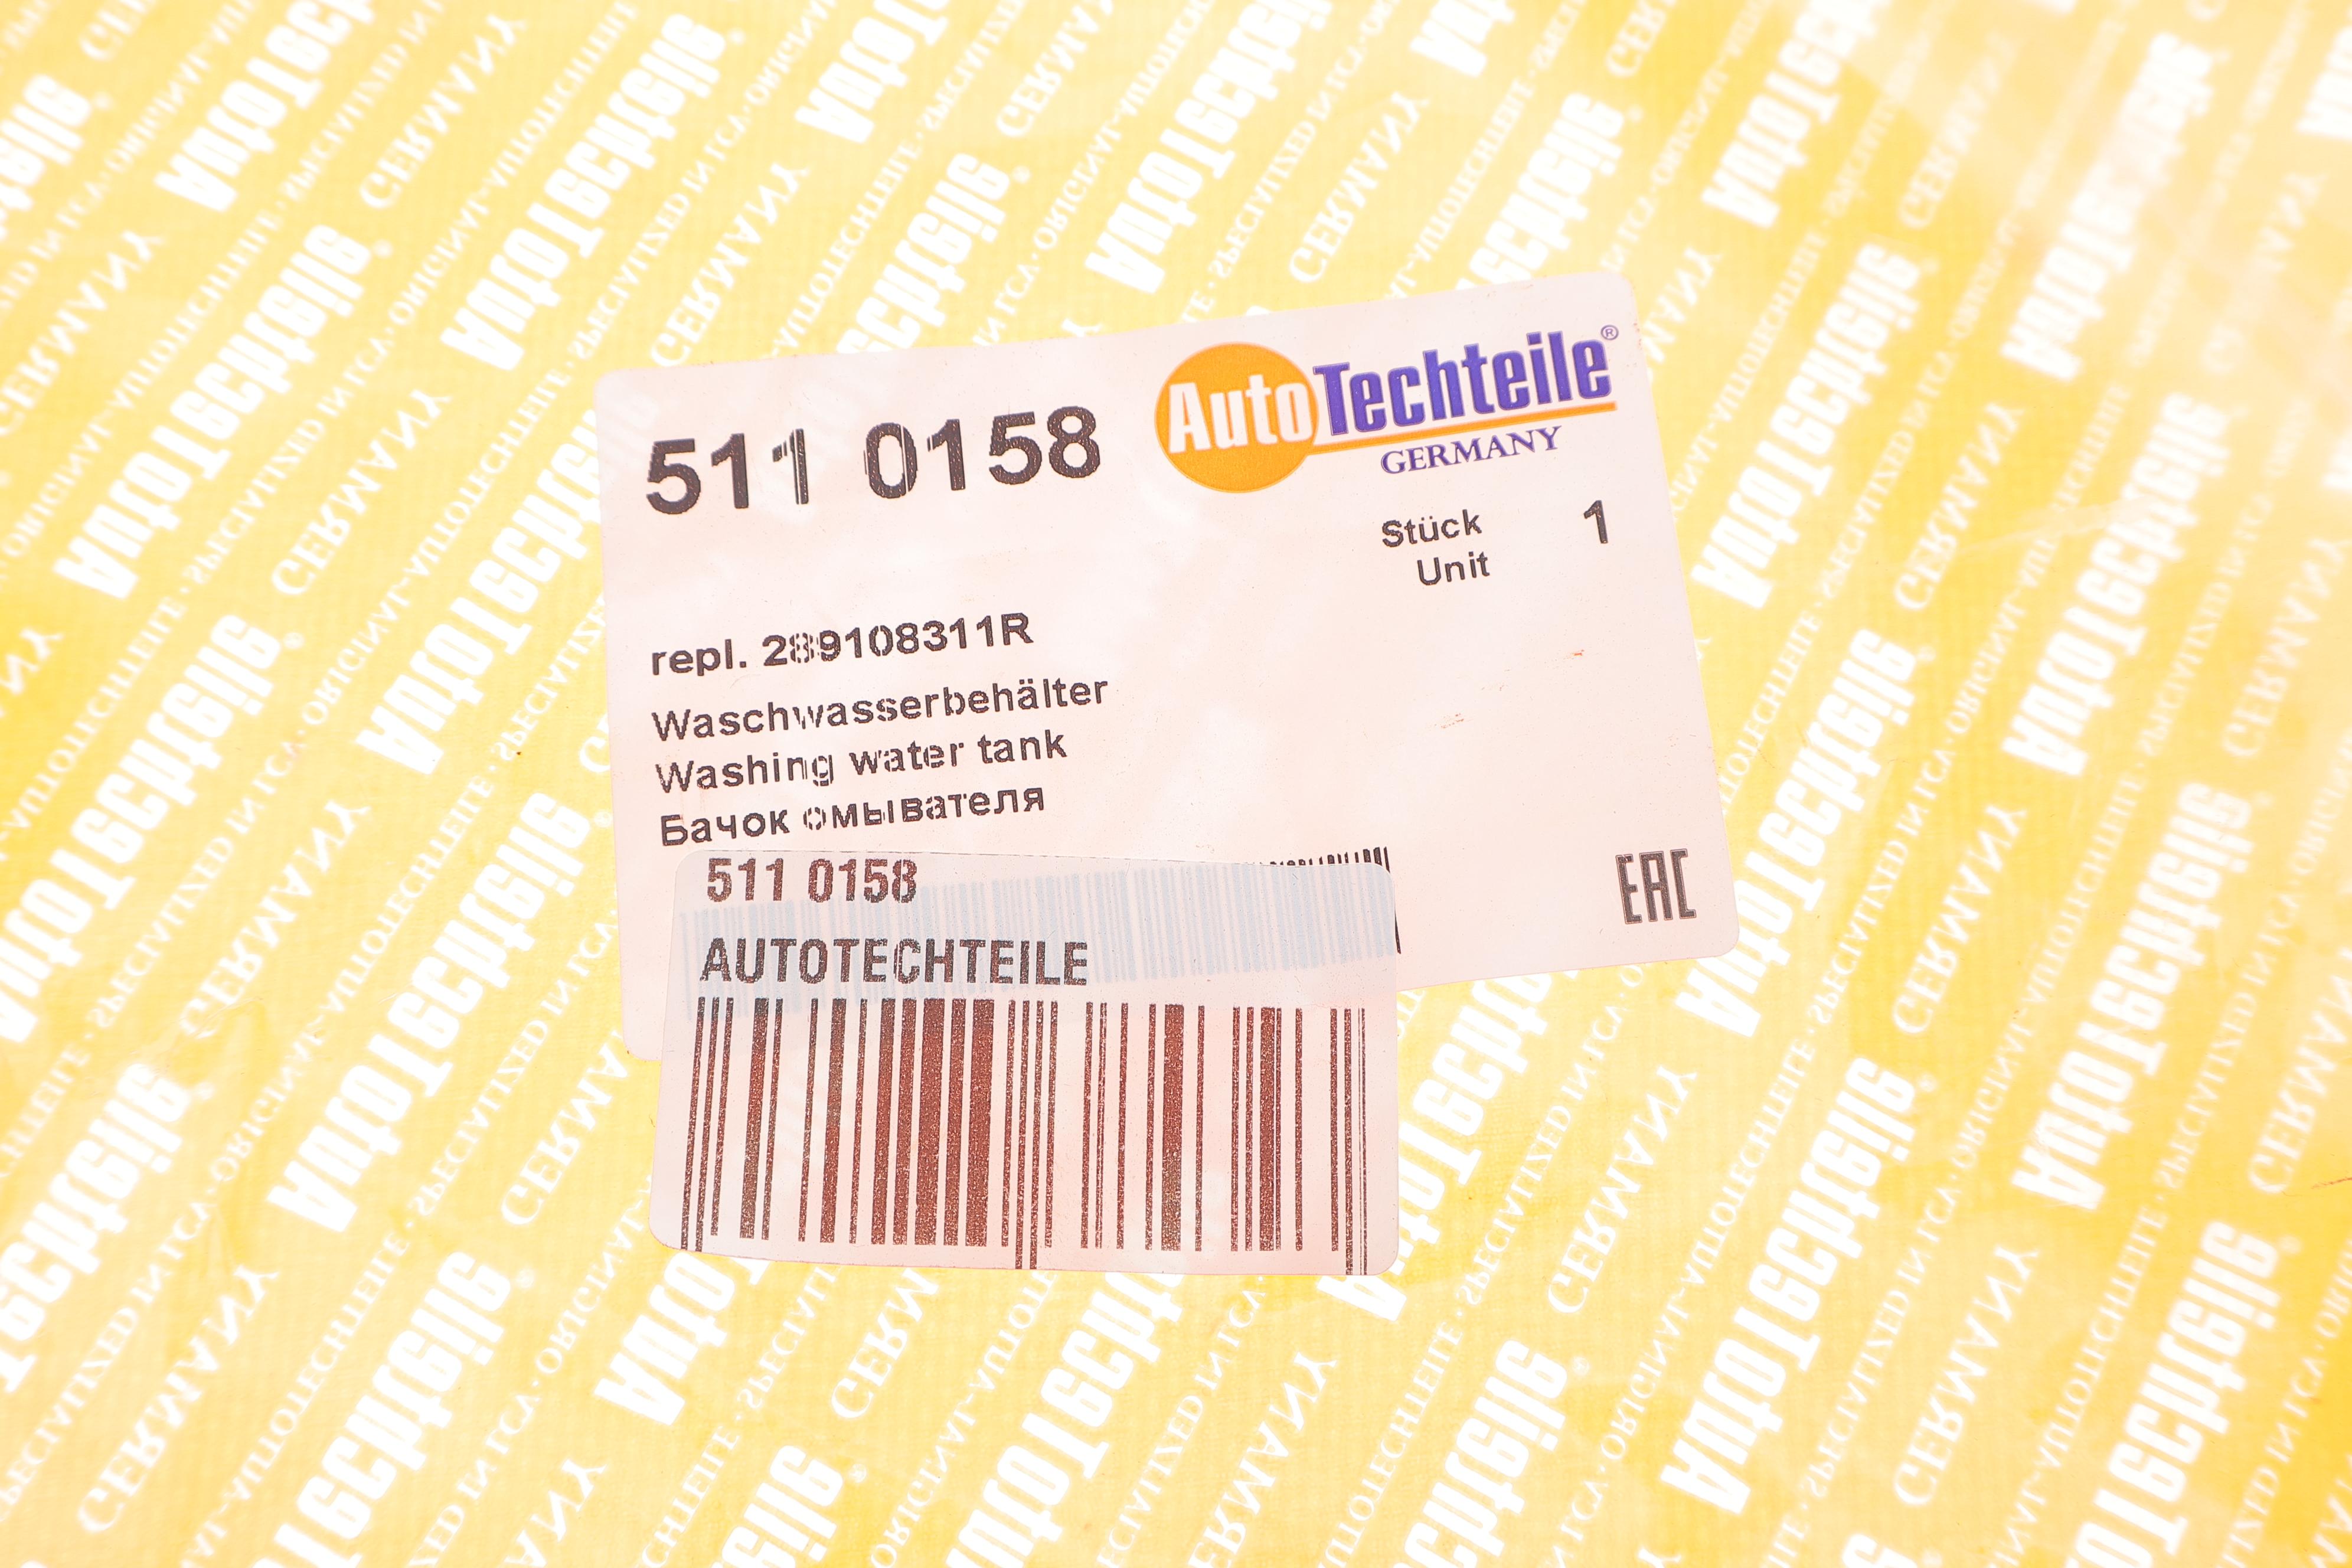 511 0158
AutoTechteile®
GERMANY
Stück 1
Unit
repl. 289108311R
Waschwasserbehälter
Washing water tank
Бачок омывателя
EAC
511 0158
AUTOTECHTEILE